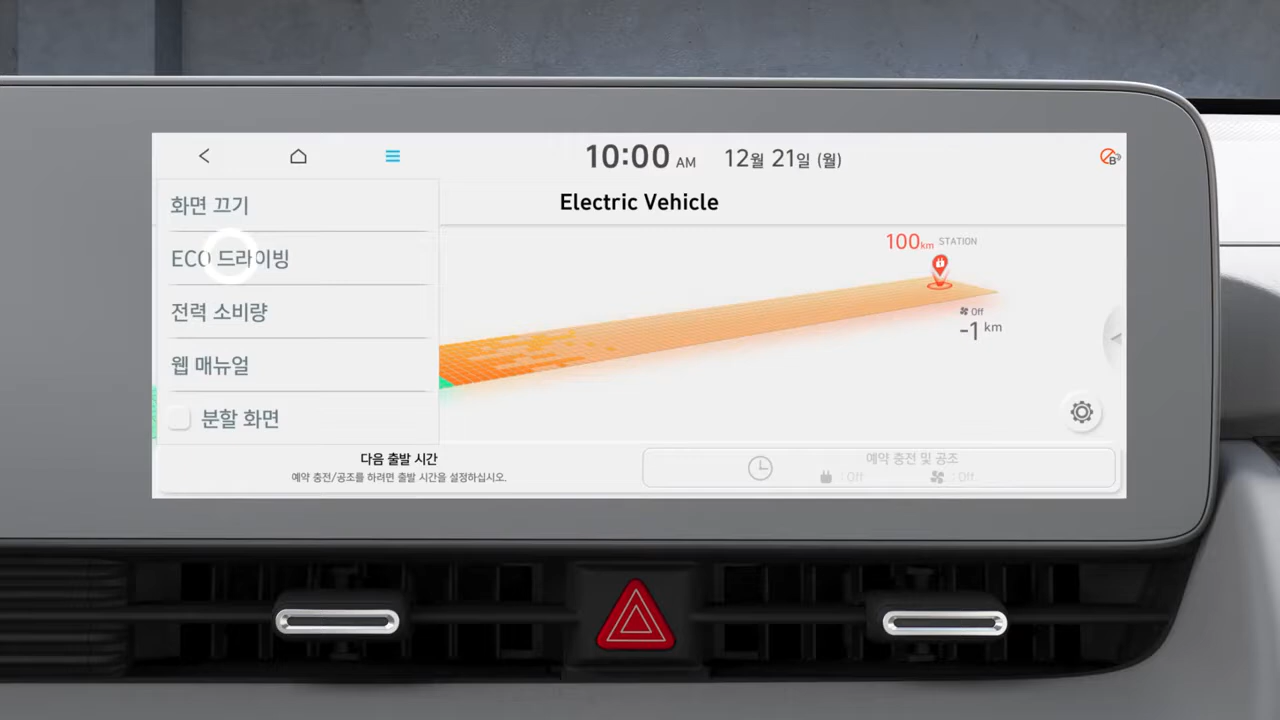 10:00 AM 12월 21일 (월)
화면 끄기
Electric Vehicle
ECO 드라이빙
100km STATION
전력 소비량
Off
-1 km
웹 매뉴얼
분할 화면
다음 출발 시간
예약 충전/공조를 하려면 출발 시간을 설정하십시오.
예약 충전 및 공조
: Off : Off